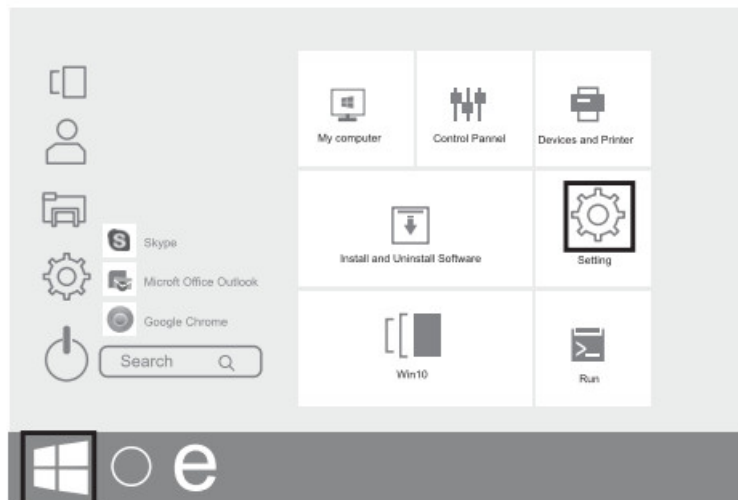 My computer
Control Pannel
Devices and Printer
Skype
Microft Office Outlook
Google Chrome
Search
Install and Uninstall Software
Setting
Win10
Run